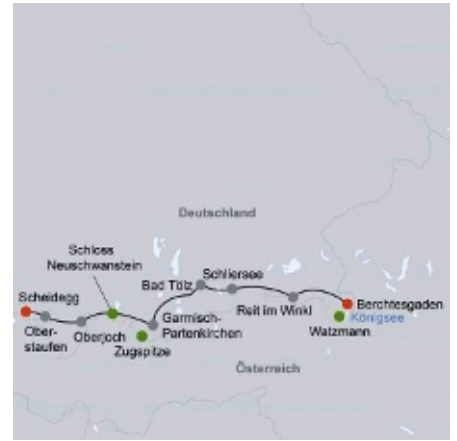 Deutschland
Schloss
Neuschwanstein
Bad Tölz
Schliersee
Scheidegg
Berchtesgaden
Garmisch-
Partenkirchen
Reit im Winkl
Königsee
Ober-
staufen
Oberjoch
Watzmann
Zugspitze
Österreich